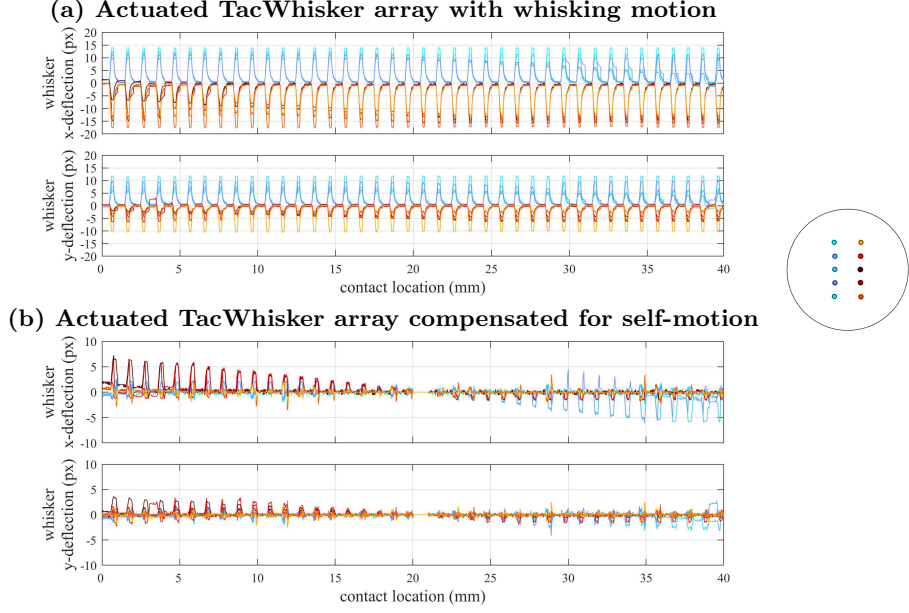 (a) Actuated TacWhisker array with whisking motion
whisker
x-deflection (px)
20
15
10
5
0
-5
-10
-15
20
whisker
y-deflection (px)
20
15
10
5
0
-5
-10
-15
-20
0 5 10 15 20 25 30 35 40
contact location (mm)
(b) Actuated TacWhisker array compensated for self-motion
whisker
x-deflection (px)
10
5
0
-5
-10
whisker
y-deflection (px)
10
5
0
-5
-10
0 5 10 15 20 25 30 35 40
contact location (mm)